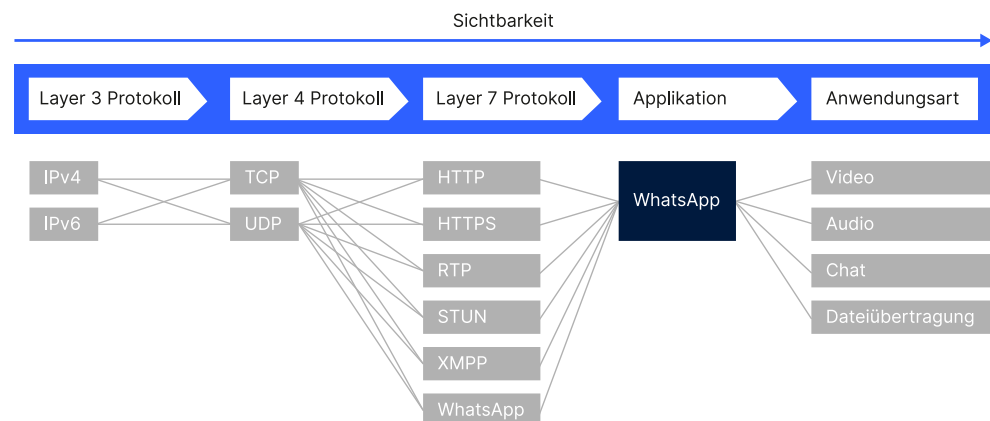 Sichtbarkeit
Layer 3 Protokoll
Layer 4 Protokoll
Layer 7 Protokoll
Applikation
Anwendungsart
IPv4
TCP
HTTP
WhatsApp
Video
IPv6
UDP
HTTPS
Audio
RTP
Chat
STUN
Dateiübertragung
XMPP
WhatsApp